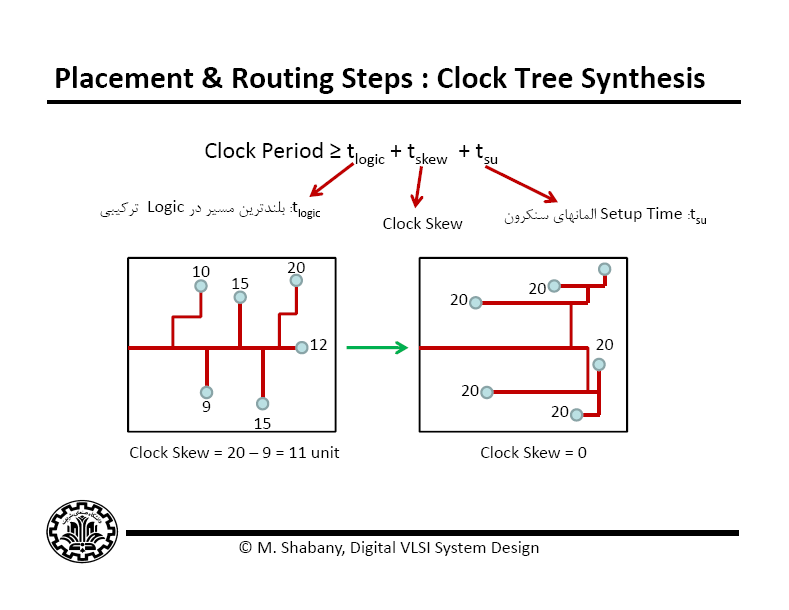 Placement & Routing Steps : Clock Tree Synthesis
Clock Period ≥ tlogic + tskew + tsu
tlogic: بلندترین مسیر در Logic ترکیبی
Clock Skew
tsu: Setup Time المانهای سنکرون
10
15
20
12
9
15
20
20
20
20
20
Clock Skew = 20 – 9 = 11 unit
Clock Skew = 0
© M. Shabany, Digital VLSI System Design